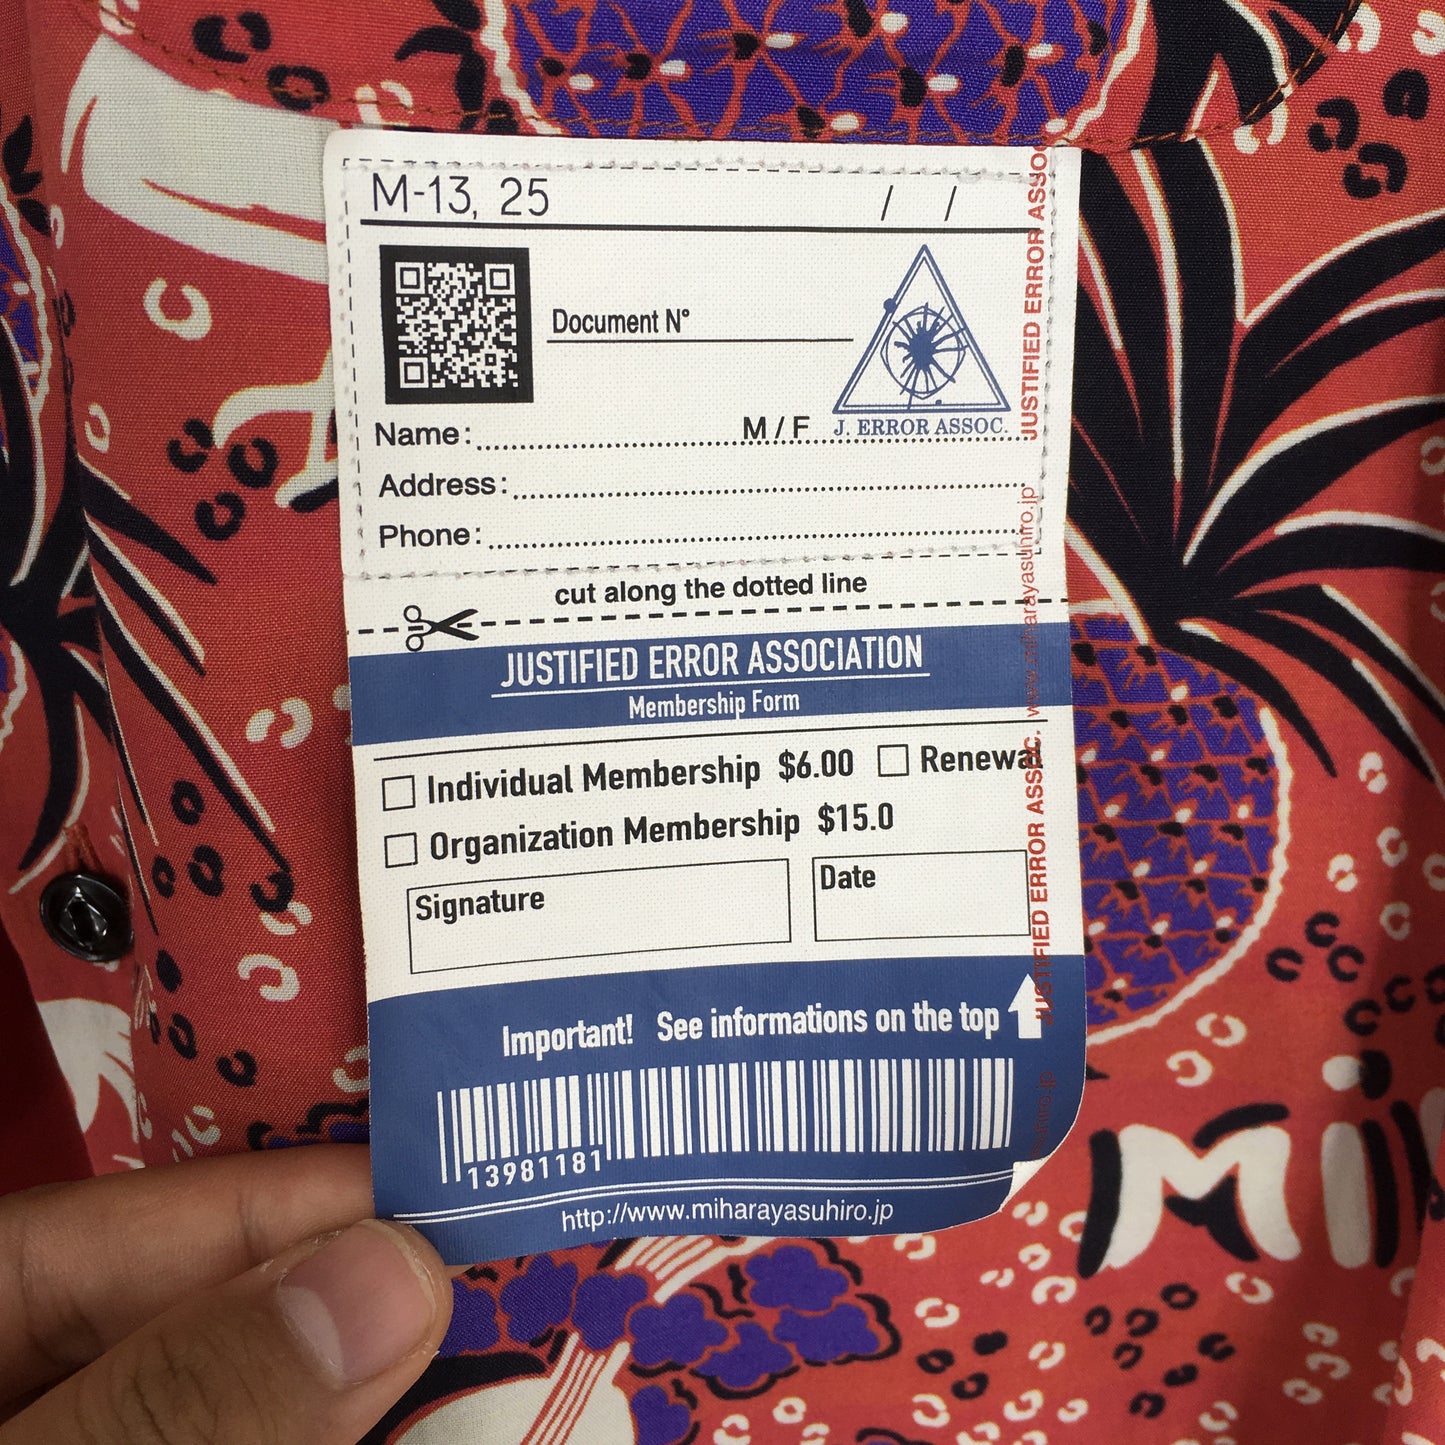 M-13, 25 / /
Document N°
J. ERROR ASSOC.
Name: M / F
Address:
Phone:
cut along the dotted line
JUSTIFIED ERROR ASSOCIATION
Membership Form
Individual Membership $6.00 Renewal
Organization Membership $15.0
Signature
Date
Important! See informations on the top
13981181
http://www.miharayasuhiro.jp
JUSTIFIED ERROR ASSOC. www.miharayasuhiro.jp JUSTIFIED ERROR ASSO